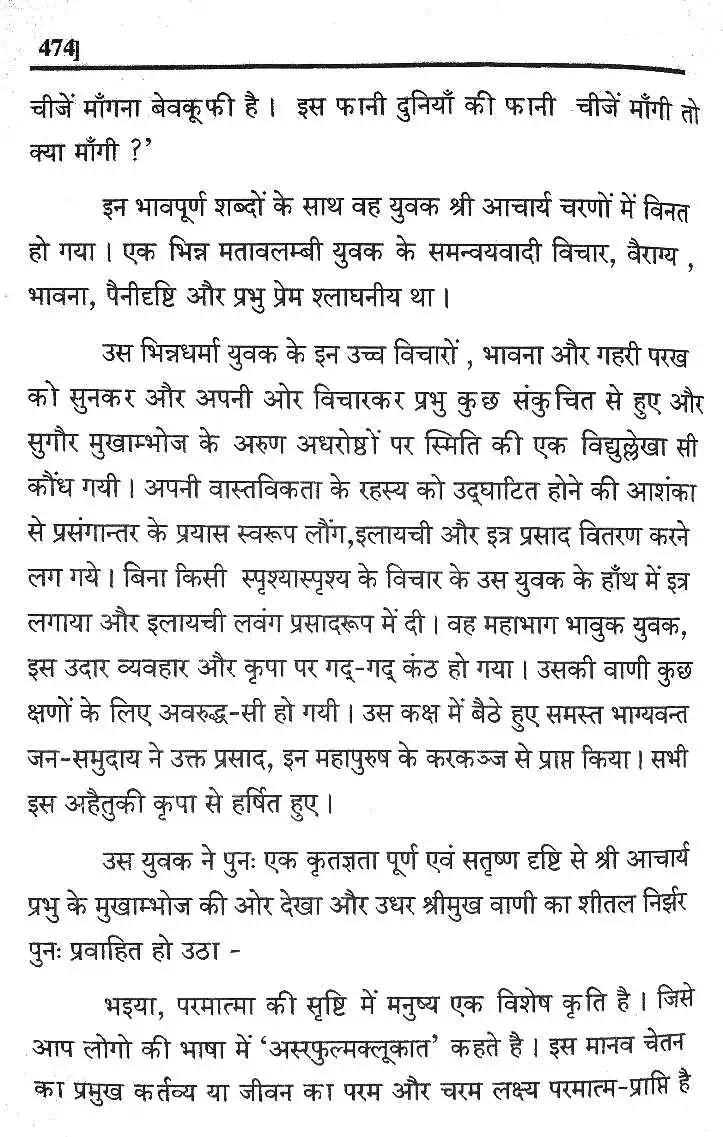 474]
चीजें माँगना बेवकूफी है। इस फानी दुनियाँ की फानी चीजें माँगी तो
क्या माँगी ?’
इन भावपूर्ण शब्दों के साथ वह युवक श्री आचार्य चरणों में विनत
हो गया। एक भिन्न मतावलम्बी युवक के समन्वयवादी विचार, वैराग्य ,
भावना, पैनीदृष्टि और प्रभु प्रेम श्लाघनीय था।
उस भिन्नधर्मा युवक के इन उच्च विचारों , भावना और गहरी परख
को सुनकर और अपनी ओर विचारकर प्रभु कुछ संकुचित से हुए और
सुगौर मुखाम्भोज के अरुण अधरोष्ठों पर स्मिति की एक विद्युल्लेखा सी
कौंध गयी। अपनी वास्तविकता के रहस्य को उद्‌घाटित होने की आशंका
से प्रसंगान्तर के प्रयास स्वरूप लौंग,इलायची और इत्र प्रसाद वितरण करने
लग गये। बिना किसी स्पृश्यास्पृश्य के विचार के उस युवक के हाँथ में इत्र
लगाया और इलायची लवंग प्रसादरूप में दी। वह महाभाग भावुक युवक,
इस उदार व्यवहार और कृपा पर गद्-गद् कंठ हो गया। उसकी वाणी कुछ
क्षणों के लिए अवरुद्ध-सी हो गयी। उस कक्ष में बैठे हुए समस्त भाग्यवन्त
जन-समुदाय ने उक्त प्रसाद, इन महापुरुष के करकञ्ज से प्राप्त किया। सभी
इस अहैतुकी कृपा से हर्षित हुए।
उस युवक ने पुनः एक कृतज्ञता पूर्ण एवं सतृष्ण दृष्टि से श्री आचार्य
प्रभु के मुखाम्भोज की ओर देखा और उधर श्रीमुख वाणी का शीतल निर्झर
पुनः प्रवाहित हो उठा -
भइया, परमात्मा की सृष्टि में मनुष्य एक विशेष कृति है। जिसे
आप लोगो की भाषा में ‘असरफुल्मक्लूकात’ कहते है। इस मानव चेतन
का प्रमुख कर्तव्य या जीवन का परम और चरम लक्ष्य परमात्म-प्राप्ति है